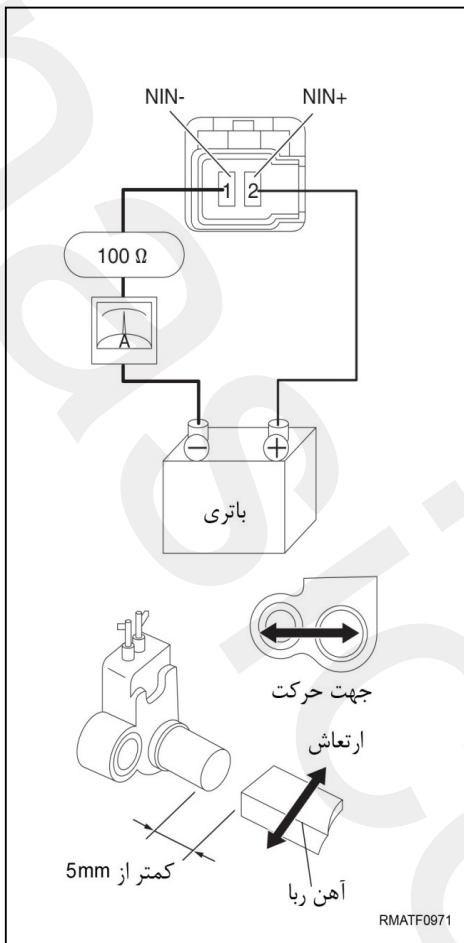 NIN- NIN+
1 2
100 Ω
A
− +
باتری
جهت حرکت
ارتعاش
کمتر از 5mm
آهن ربا
RMATF0971